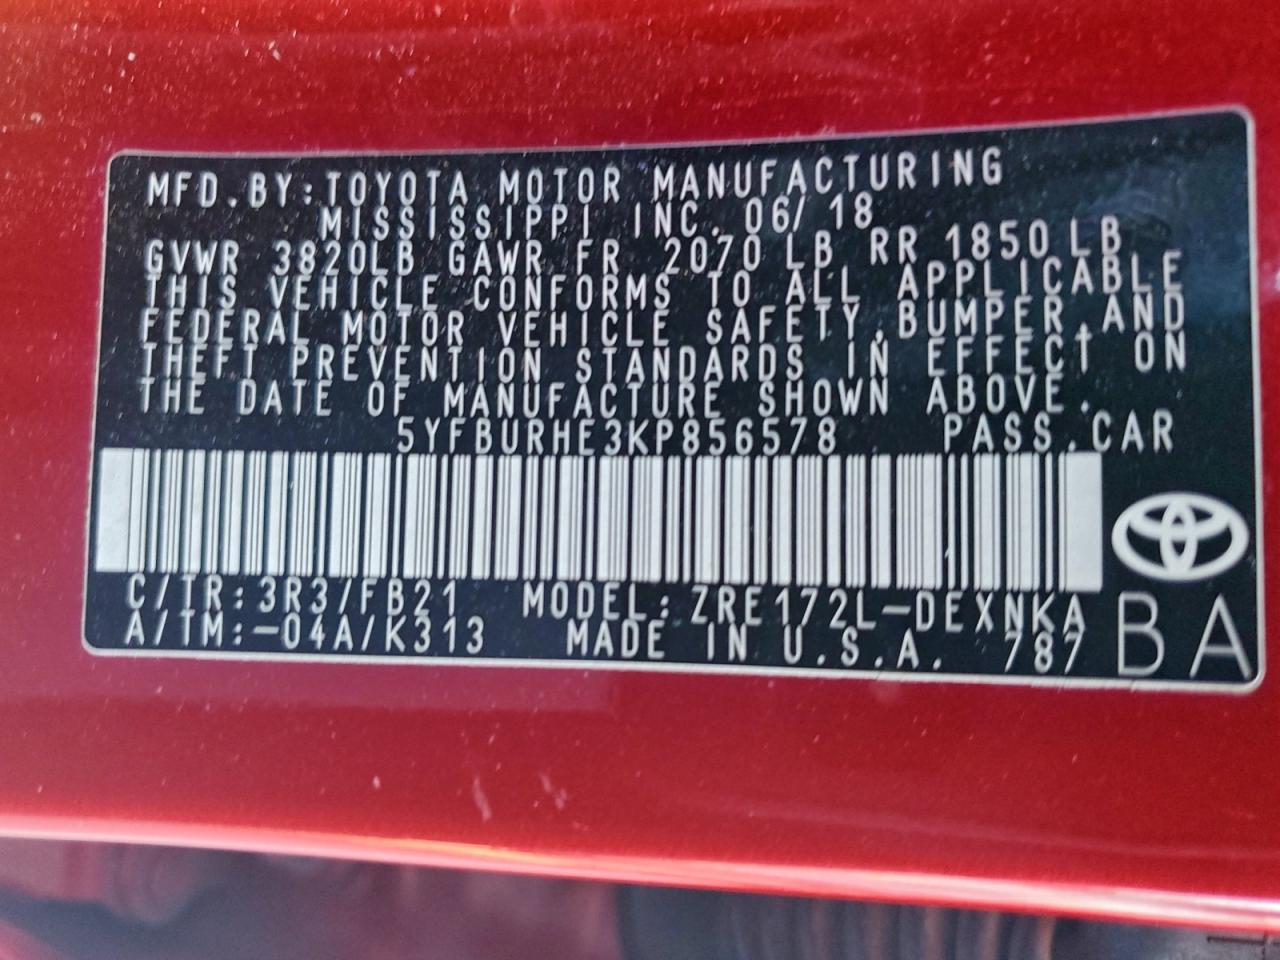 MFD.BY:TOYOTA MOTOR MANUFACTURING
MISSISSIPPI INC. 06/18
GVWR 3820LB GAWR FR 2070LB RR 1850LB
THIS VEHICLE CONFORMS TO ALL APPLICABLE
FEDERAL MOTOR VEHICLE SAFETY,BUMPER,AND
THEFT PREVENTION STANDARDS IN EFFECT ON
THE DATE OF MANUFACTURE SHOWN ABOVE.
5YFBURHE3KP856578 PASS.CAR
C/TR:3R3/FB21 MODEL:ZRE172L-DEXNKA
A/TM:-04A/K313 MADE IN U.S.A. 787 BA